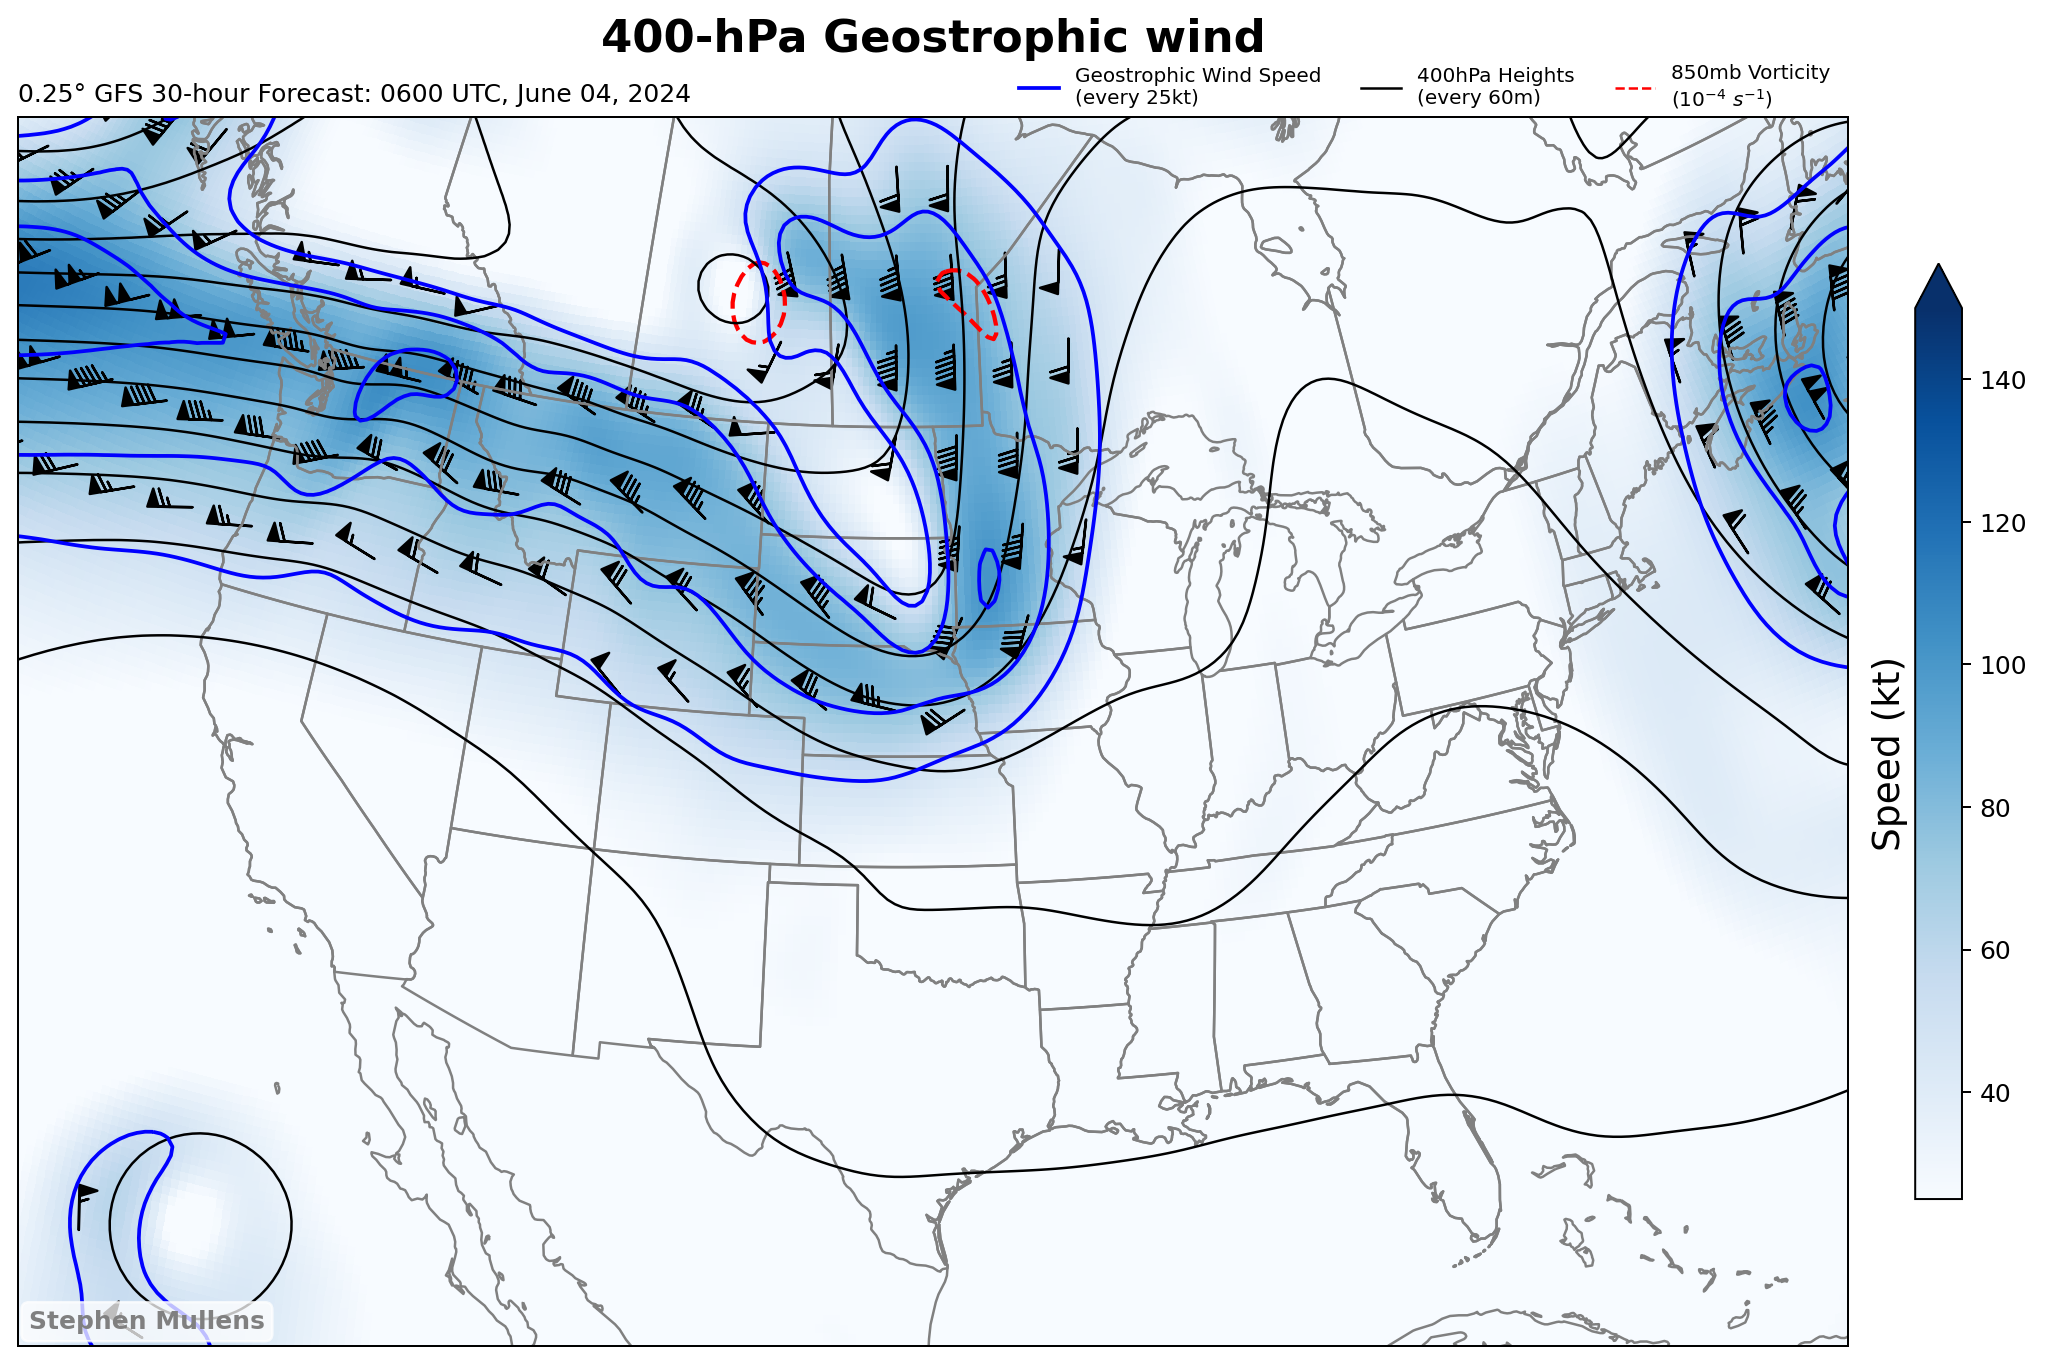 400-hPa Geostrophic wind
0.25° GFS 30-hour Forecast: 0600 UTC, June 04, 2024
Geostrophic Wind Speed
(every 25kt)
400hPa Heights
(every 60m)
850mb Vorticity
(10⁻⁴ s⁻¹)
140
120
100
80
60
40
Speed (kt)
Stephen Mullens